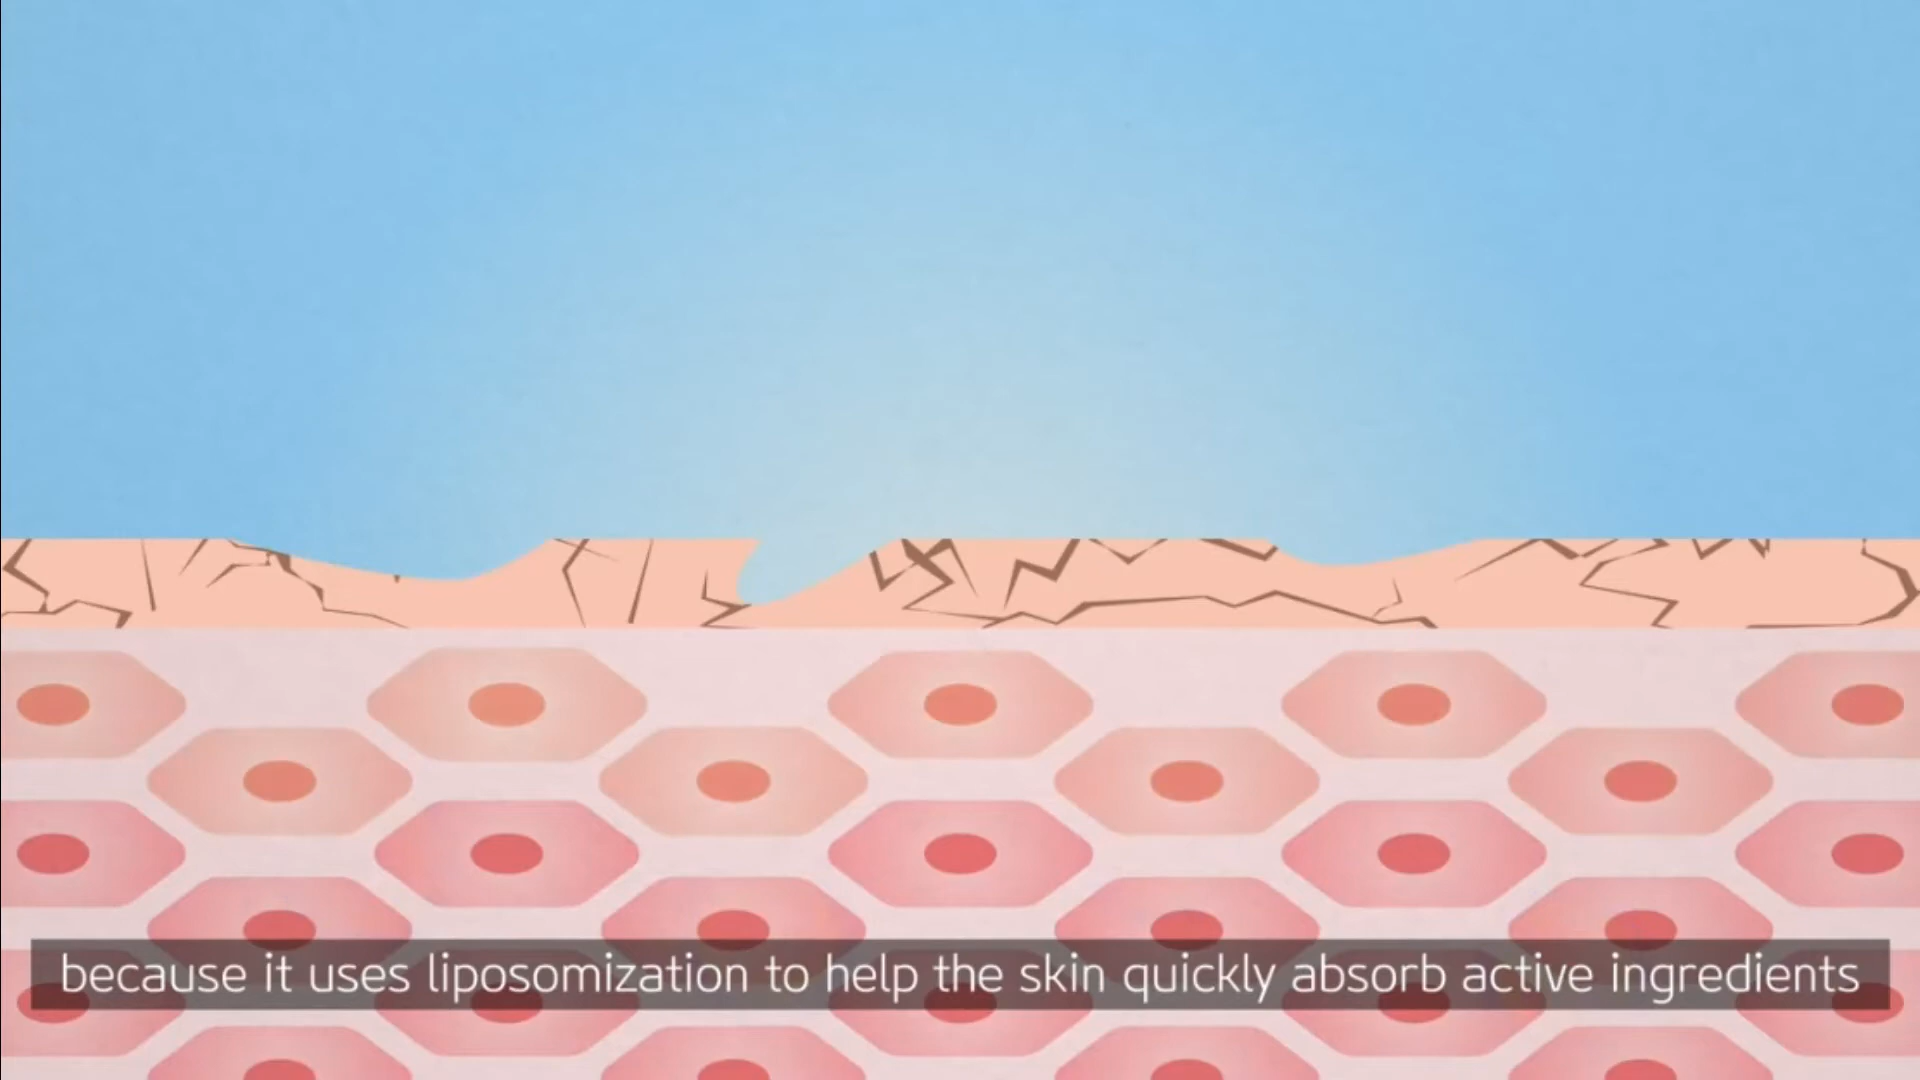 because it uses liposomization to help the skin quickly absorb active ingredients